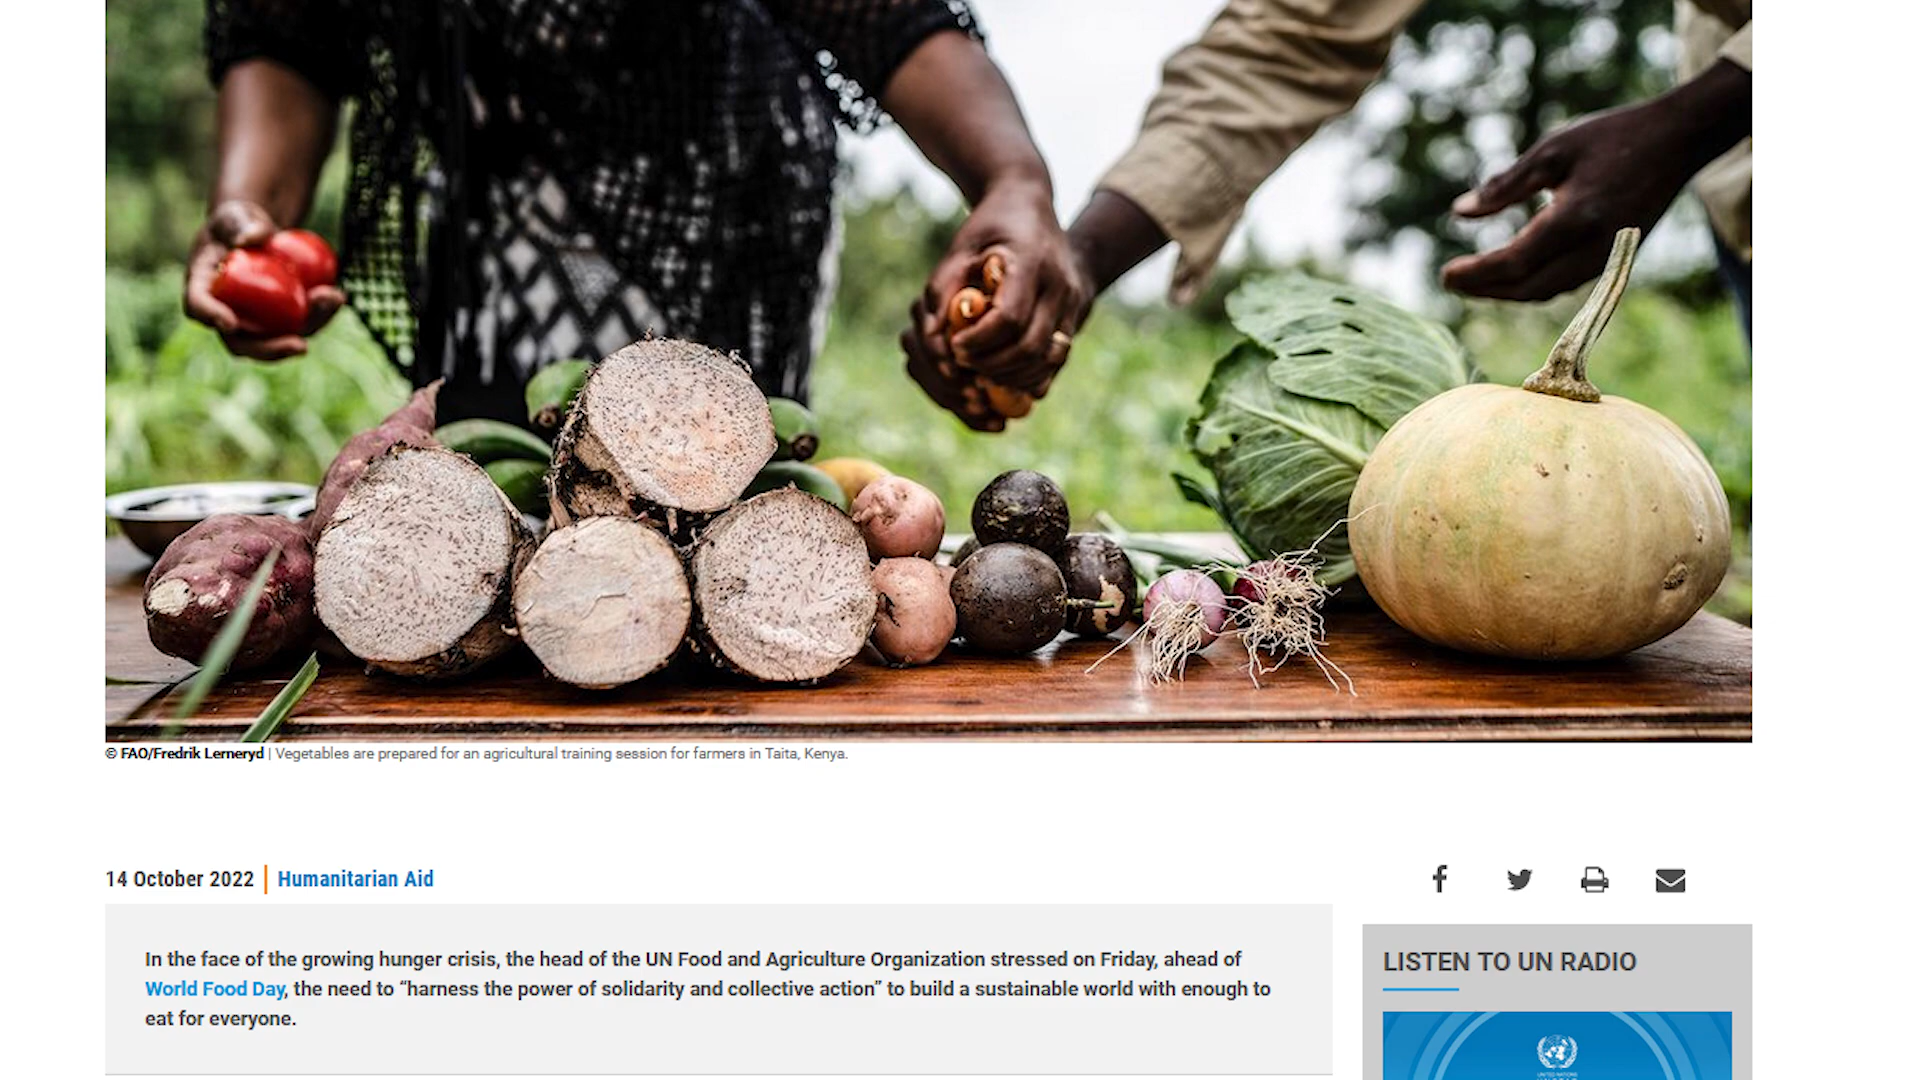 © FAO/Fredrik Lerneryd | Vegetables are prepared for an agricultural training session for farmers in Taita, Kenya.
14 October 2022 | Humanitarian Aid
In the face of the growing hunger crisis, the head of the UN Food and Agriculture Organization stressed on Friday, ahead of
World Food Day, the need to “harness the power of solidarity and collective action” to build a sustainable world with enough to
eat for everyone.
LISTEN TO UN RADIO
UNITED NATIONS